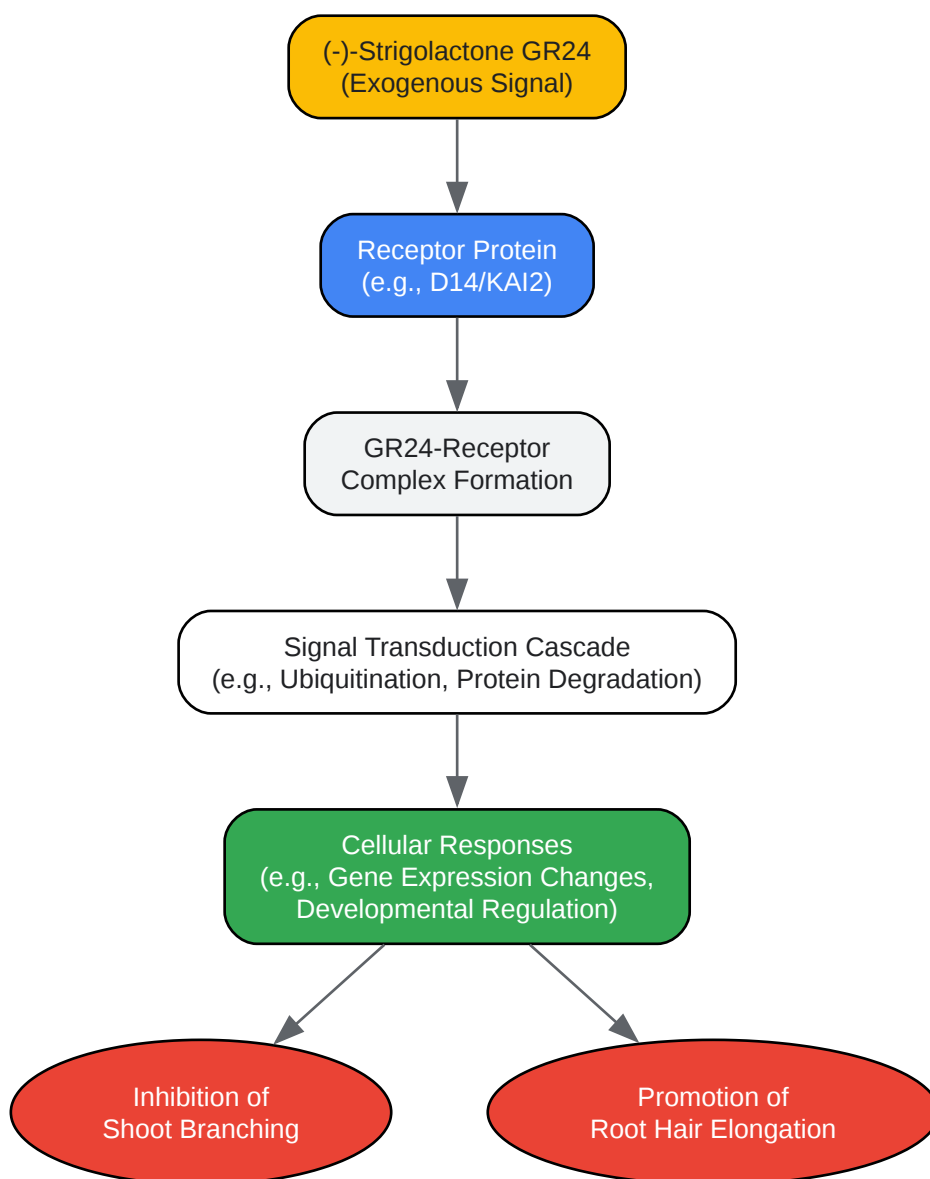 (-)-Strigolactone GR24
(Exogenous Signal)
Receptor Protein
(e.g., D14/KAI2)
GR24-Receptor
Complex Formation
Signal Transduction Cascade
(e.g., Ubiquitination, Protein Degradation)
Cellular Responses
(e.g., Gene Expression Changes,
Developmental Regulation)
Inhibition of
Shoot Branching
Promotion of
Root Hair Elongation